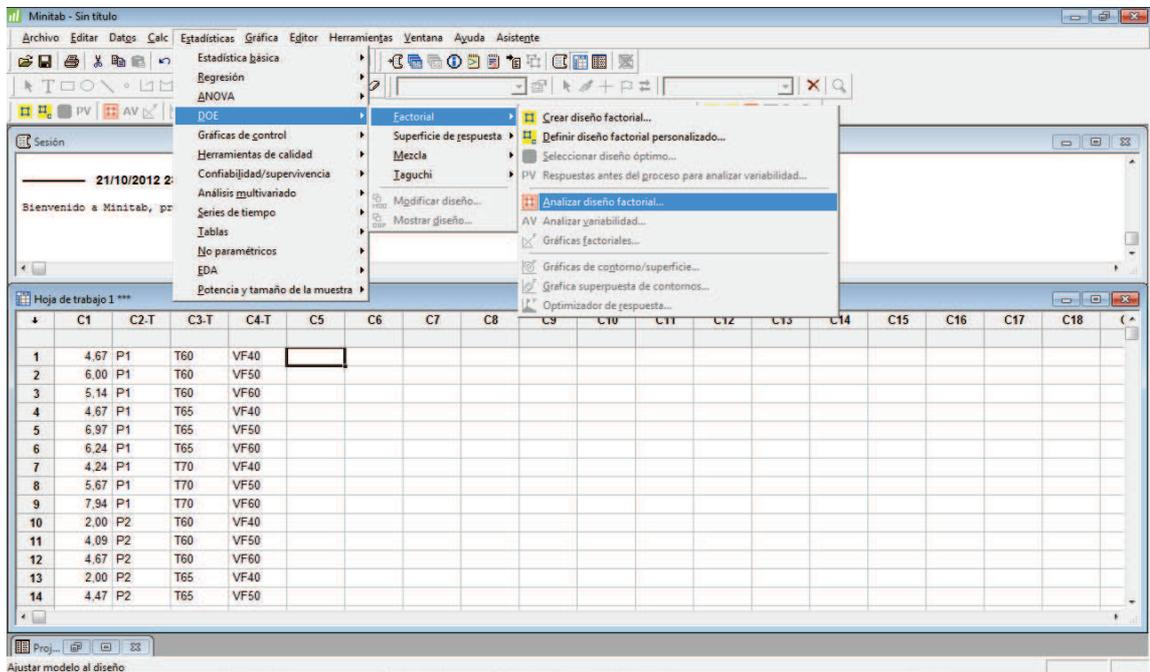 Minitab - Sin título
Archivo Editar Datos Calc Estadísticas Gráfica Editor Herramientas Ventana Ayuda Asistente
Estadística básica
Regresión
ANOVA
DOE
Gráficas de control
Herramientas de calidad
Confiabilidad/supervivencia
Análisis multivariado
Series de tiempo
Tablas
No paramétricos
EDA
Potencia y tamaño de la muestra
Factorial
Superficie de respuesta
Mezcla
Taguchi
Modificar diseño...
Mostrar diseño...
Crear diseño factorial...
Definir diseño factorial personalizado...
Seleccionar diseño óptimo...
PV Respuestas antes del proceso para analizar variabilidad...
Analizar diseño factorial...
AV Analizar variabilidad...
Gráficas factoriales...
Gráficas de contorno/superficie...
Grafica superpuesta de contornos...
Optimizador de respuesta...
PV AV
Sesión
21/10/2012 2
Bienvenido a Minitab, pr
Hoja de trabajo 1 ***
C1 C2-T C3-T C4-T C5 C6 C7 C8 C9 C10 C11 C12 C13 C14 C15 C16 C17 C18
1 4,67 P1 T60 VF40
2 6,00 P1 T60 VF50
3 5,14 P1 T60 VF60
4 4,67 P1 T65 VF40
5 6,97 P1 T65 VF50
6 6,24 P1 T65 VF60
7 4,24 P1 T70 VF40
8 5,67 P1 T70 VF50
9 7,94 P1 T70 VF60
10 2,00 P2 T60 VF40
11 4,09 P2 T60 VF50
12 4,67 P2 T60 VF60
13 2,00 P2 T65 VF40
14 4,47 P2 T65 VF50
Proj...
Ajustar modelo al diseño